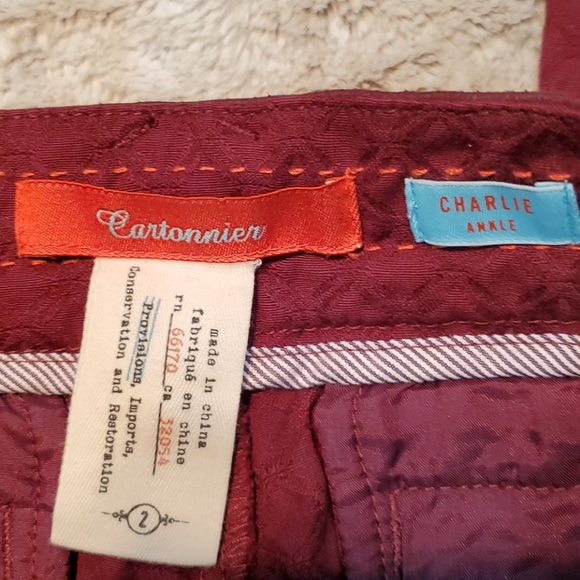 Cartonnier
CHARLIE
ANKLE
made in china
fabriqué en chine
rn 66170 ca 32054
Provisions, Imports,
Conservation and Restoration
2